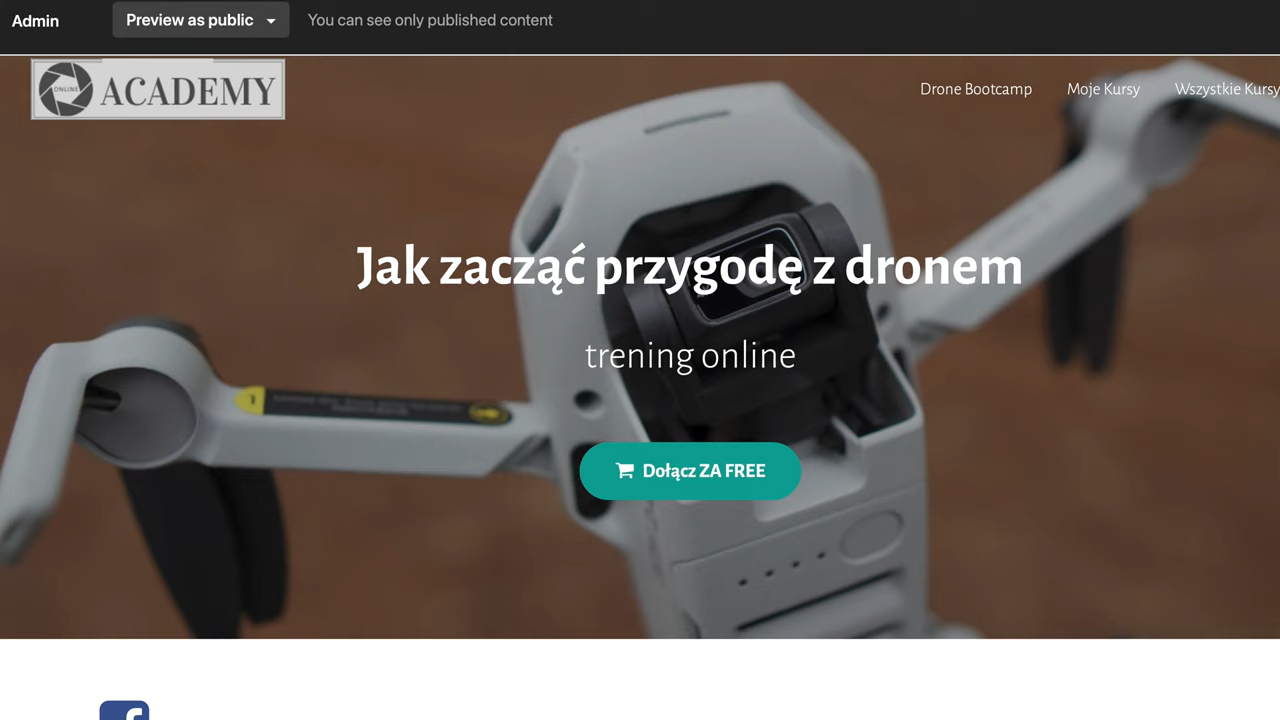 Admin
Preview as public
You can see only published content
ONLINE
ACADEMY
Drone Bootcamp
Moje Kursy
Wszystkie Kursy
Jak zacząć przygodę z dronem
trening online
Dołącz ZA FREE